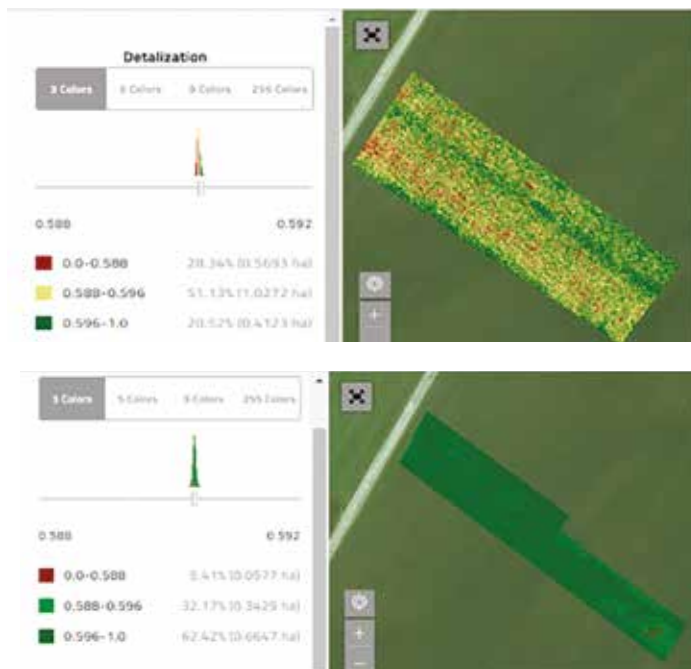 Detalization
3 Colors 5 Colors 9 Colors 255 Colors
0.588 0.592
0.0-0.588 28.34% (0.5693 ha)
0.588-0.596 51.13% (1.0272 ha)
0.596-1.0 20.52% (0.4123 ha)
+
3 Colors 5 Colors 9 Colors 255 Colors
0.588 0.592
0.0-0.588 5.41% (0.0577 ha)
0.588-0.596 32.17% (0.3425 ha)
0.596-1.0 62.42% (0.6647 ha)
+
−